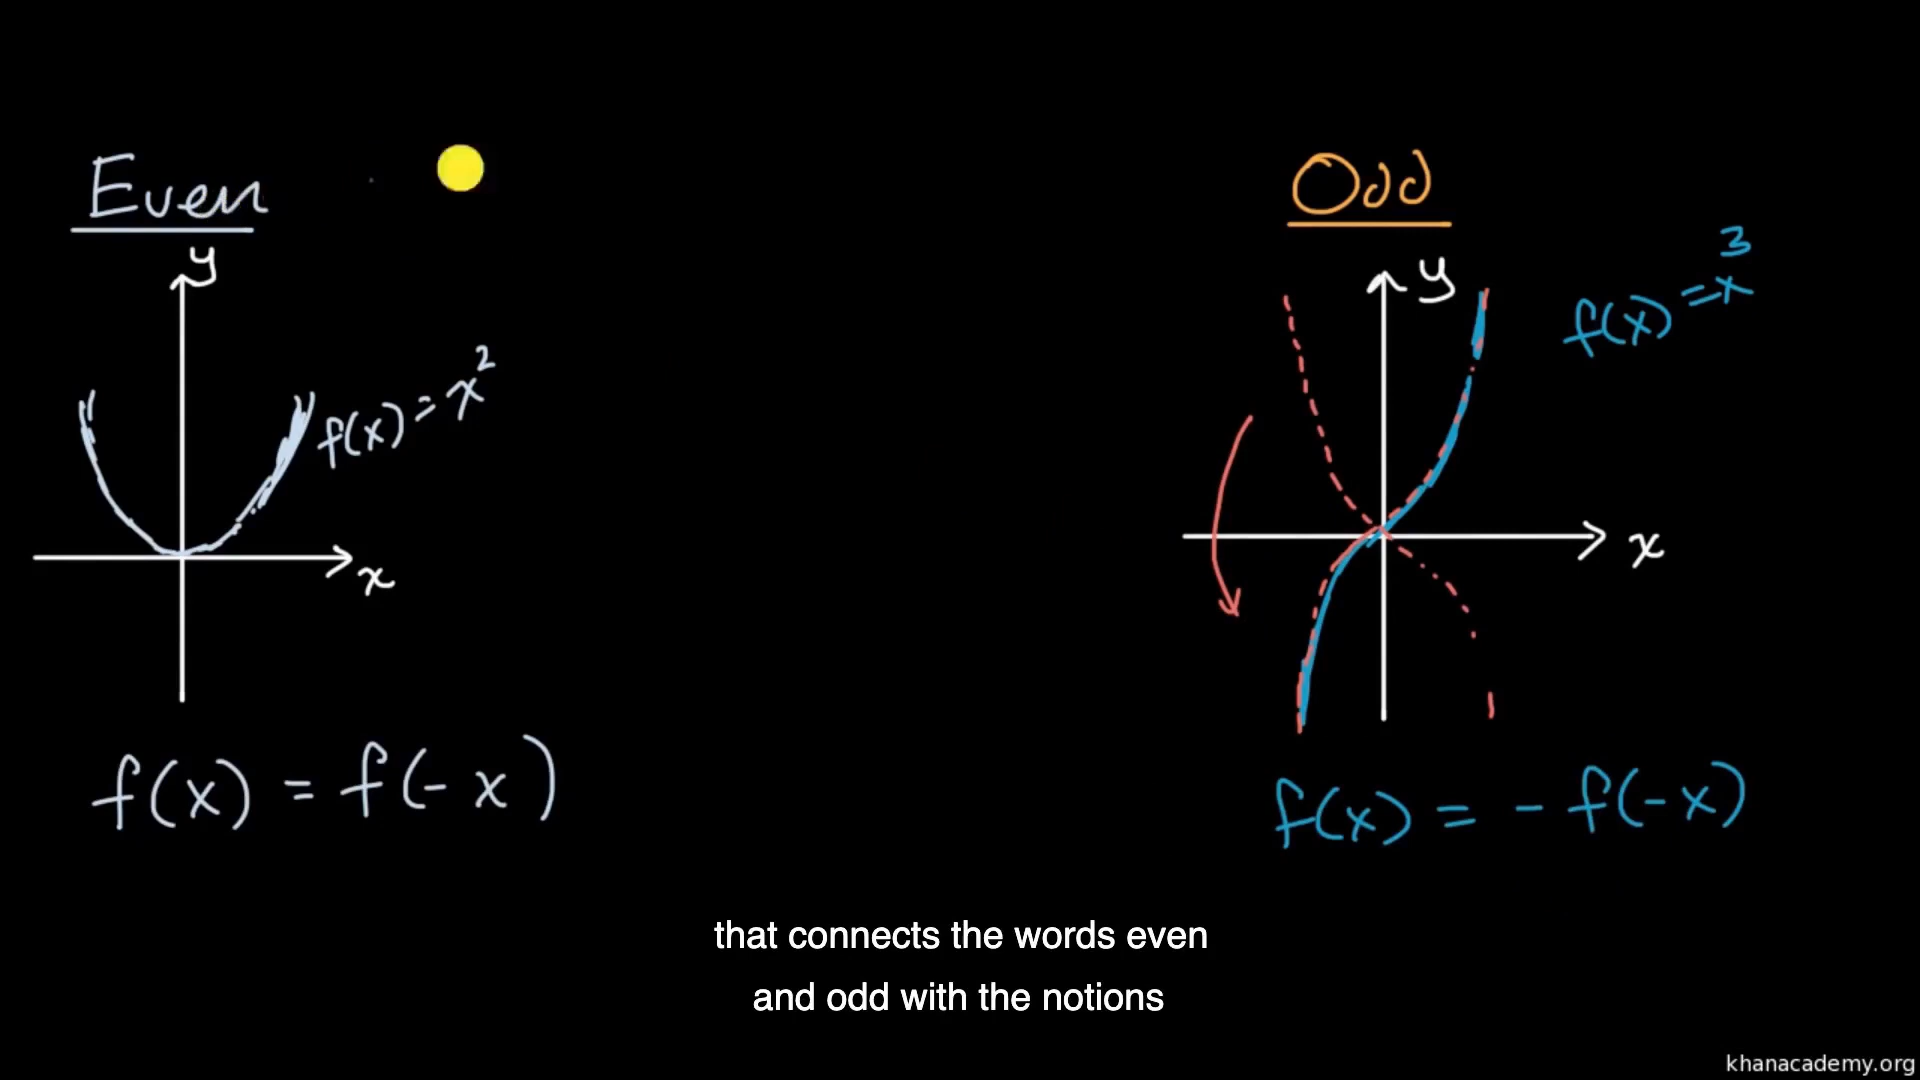 Even
y
f(x) = x²
x
f(x) = f(-x)
Odd
y
f(x) = x³
x
f(x) = - f(-x)
that connects the words even
and odd with the notions
khanacademy.org